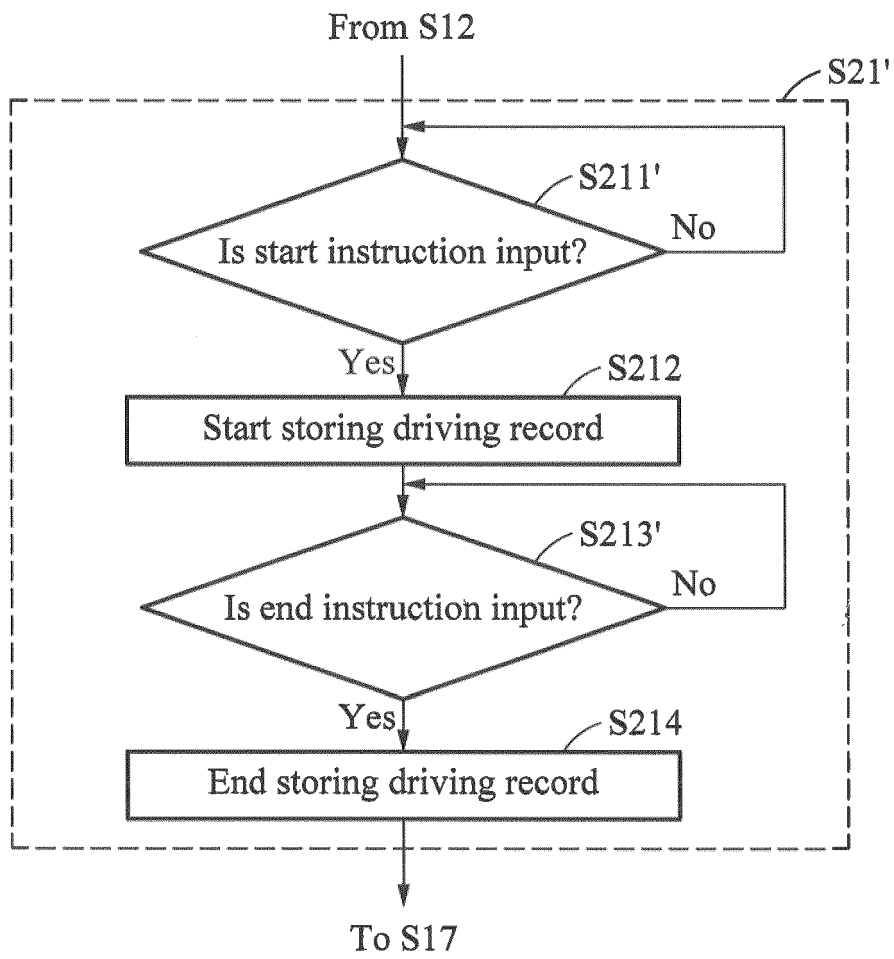 From S12
S21'
S211'
Is start instruction input?
No
Yes
S212
Start storing driving record
S213'
Is end instruction input?
No
Yes
S214
End storing driving record
To S17